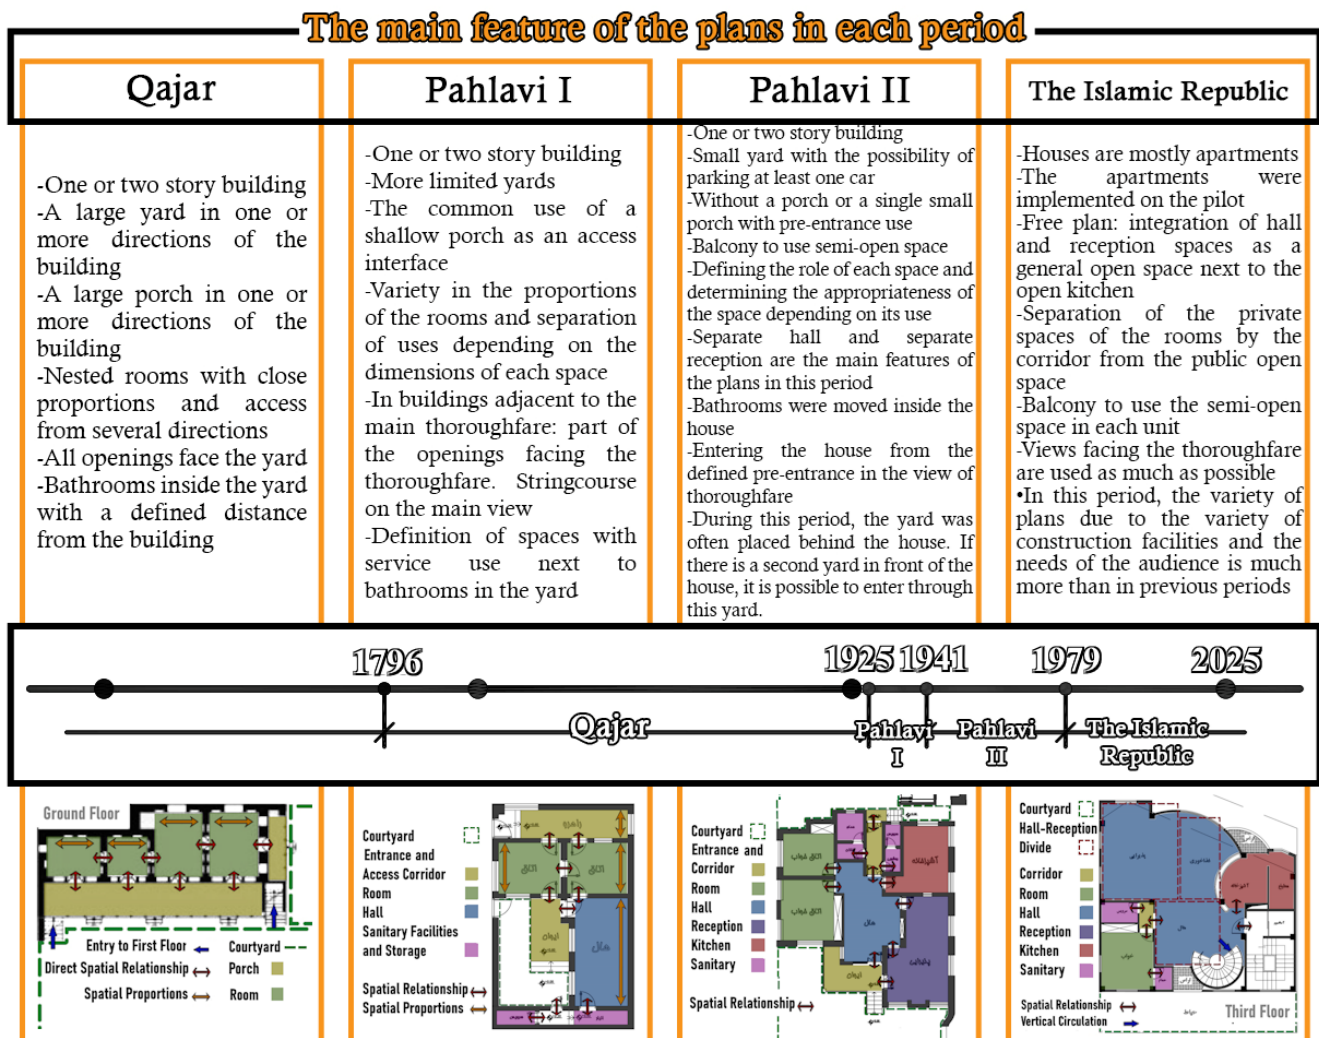 The main feature of the plans in each period
Qajar
-One or two story building
-A large yard in one or
more directions of the
building
-A large porch in one or
more directions of the
building
-Nested rooms with close
proportions and access
from several directions
-All openings face the yard
-Bathrooms inside the yard
with a defined distance
from the building
Pahlavi I
-One or two story building
-More limited yards
-The common use of a
shallow porch as an access
interface
-Variety in the proportions
of the rooms and separation
of uses depending on the
dimensions of each space
-In buildings adjacent to the
main thoroughfare: part of
the openings facing the
thoroughfare. Stringcourse
on the main view
-Definition of spaces with
service use next to
bathrooms in the yard
Pahlavi II
-One or two story building
-Small yard with the possibility of
parking at least one car
-Without a porch or a single small
porch with pre-entrance use
-Balcony to use semi-open space
-Defining the role of each space and
determining the appropriateness of
the space depending on its use
-Separate hall and separate
reception are the main features of
the plans in this period
-Bathrooms were moved inside the
house
-Entering the house from the
defined pre-entrance in the view of
thoroughfare
-During this period, the yard was
often placed behind the house. If
there is a second yard in front of the
house, it is possible to enter through
this yard.
The Islamic Republic
-Houses are mostly apartments
-The apartments were
implemented on the pilot
-Free plan: integration of hall
and reception spaces as a
general open space next to the
open kitchen
-Separation of the private
spaces of the rooms by the
corridor from the public open
space
-Balcony to use the semi-open
space in each unit
-Views facing the thoroughfare
are used as much as possible
•In this period, the variety of
plans due to the variety of
construction facilities and the
needs of the audience is much
more than in previous periods
1796
1925
1941
1979
2025
Qajar
Pahlavi
I
Pahlavi
II
The Islamic
Republic
Ground Floor
Entry to First Floor
Courtyard
Direct Spatial Relationship
Porch
Spatial Proportions
Room
Courtyard
Entrance and
Access Corridor
Room
Hall
Sanitary Facilities
and Storage
Spatial Relationship
Spatial Proportions
راهرو
اتاق
اتاق
ایوان
هال
Courtyard
Entrance and
Corridor
Room
Hall
Reception
Kitchen
Sanitary
Spatial Relationship
اتاق خواب
آشپزخانه
اتاق خواب
هال
پذیرایی
ایوان
Courtyard
Hall-Reception
Divide
Corridor
Room
Hall
Reception
Kitchen
Sanitary
Spatial Relationship
Vertical Circulation
Third Floor
پذیرایی
هال
خواب